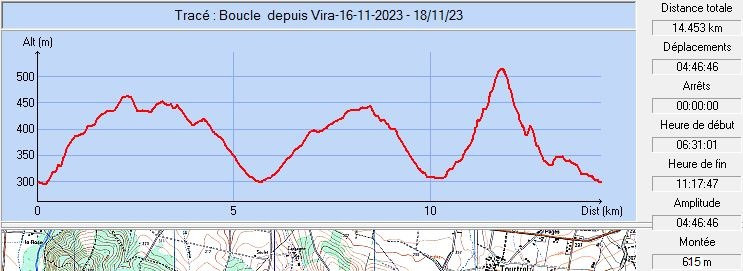 Tracé : Boucle depuis Vira-16-11-2023 - 18/11/23
Alt (m)
500
450
400
350
300
0
5
10
Dist (km)
Distance totale
14.453 km
Déplacements
04:46:46
Arrêts
00:00:00
Heure de début
06:31:01
Heure de fin
11:17:47
Amplitude
04:46:46
Montée
615 m
la Rose